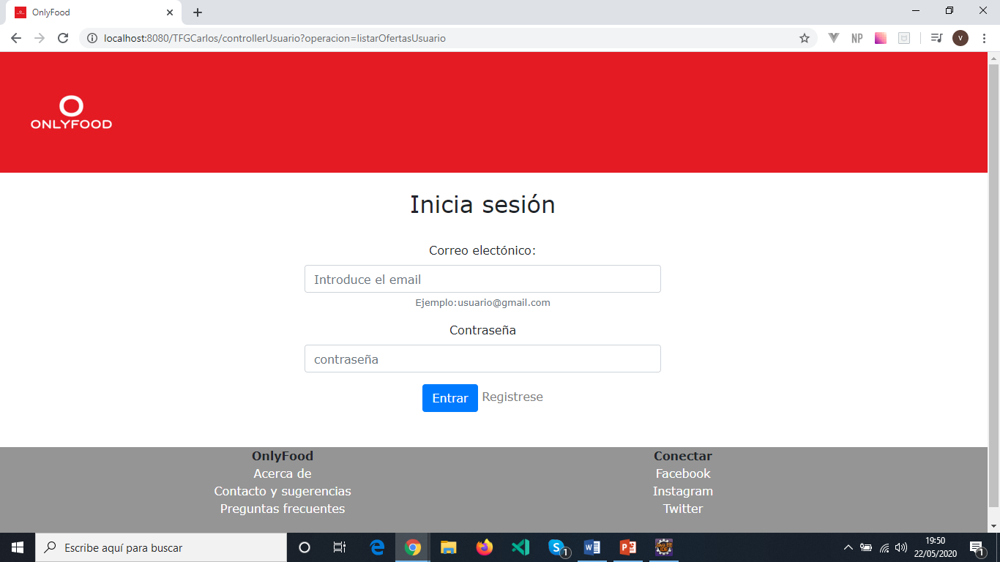 OnlyFood
localhost:8080/TFGCarlos/controllerUsuario?operacion=listarOfertasUsuario
NP
V
ONLYFOOD
Inicia sesión
Correo electónico:
Introduce el email
Ejemplo:usuario@gmail.com
Contraseña
contraseña
Entrar Registrese
OnlyFood
Acerca de
Contacto y sugerencias
Preguntas frecuentes
Conectar
Facebook
Instagram
Twitter
Escribe aquí para buscar
1
19:50
22/05/2020
1